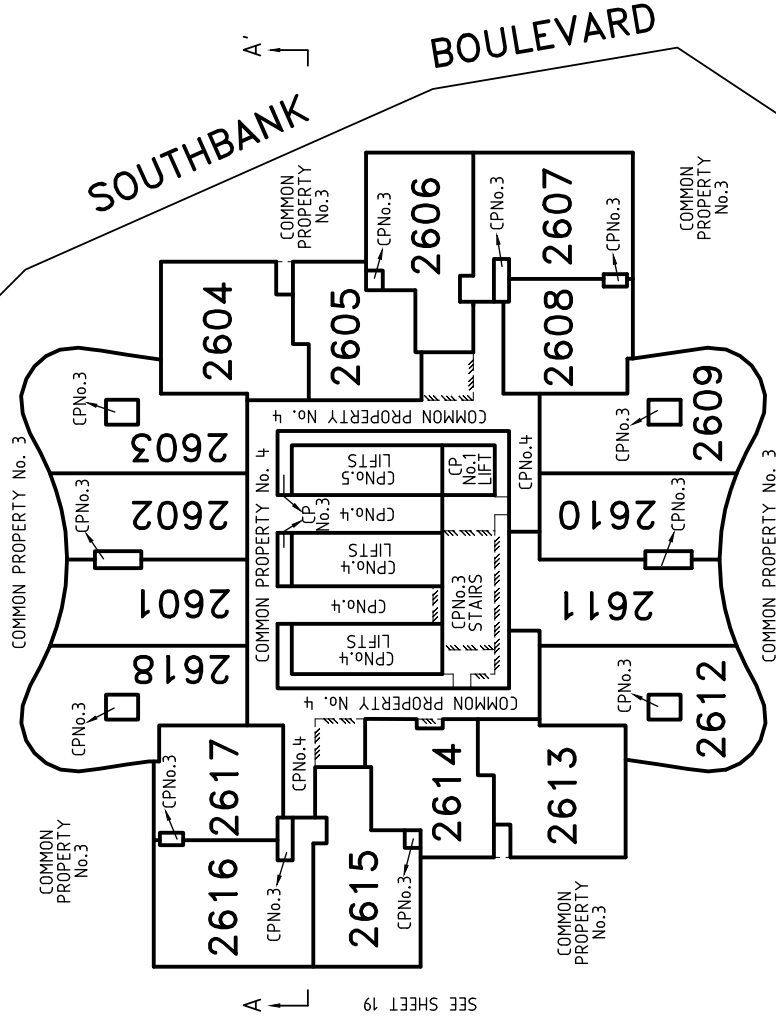 A'
BOULEVARD
SOUTHBANK
COMMON
PROPERTY
No.3
2604
2605
CPNo.3
2606
CPNo.3
2607
2608
CPNo.3
COMMON
PROPERTY
No.3
CPNo.3
2603
COMMON PROPERTY No. 3
CPNo.3
2602
2601
2618
CPNo.3
COMMON PROPERTY No. 4
COMMON PROPERTY No. 4
CPNo.5
LIFTS
CP
No.1
LIFT
CP
No.3
CPNo.4
CPNo.4
LIFTS
CPNo.4
CPNo.4
LIFTS
CPNo.3
STAIRS
COMMON PROPERTY No. 4
CPNo.4
CPNo.3
2609
2610
CPNo.3
2611
COMMON PROPERTY No. 3
CPNo.3
2612
COMMON
PROPERTY
No.3
CPNo.3
2617
CPNo.4
2616
CPNo.3
2615
CPNo.3
2614
2613
COMMON
PROPERTY
No.3
A
SEE SHEET 19